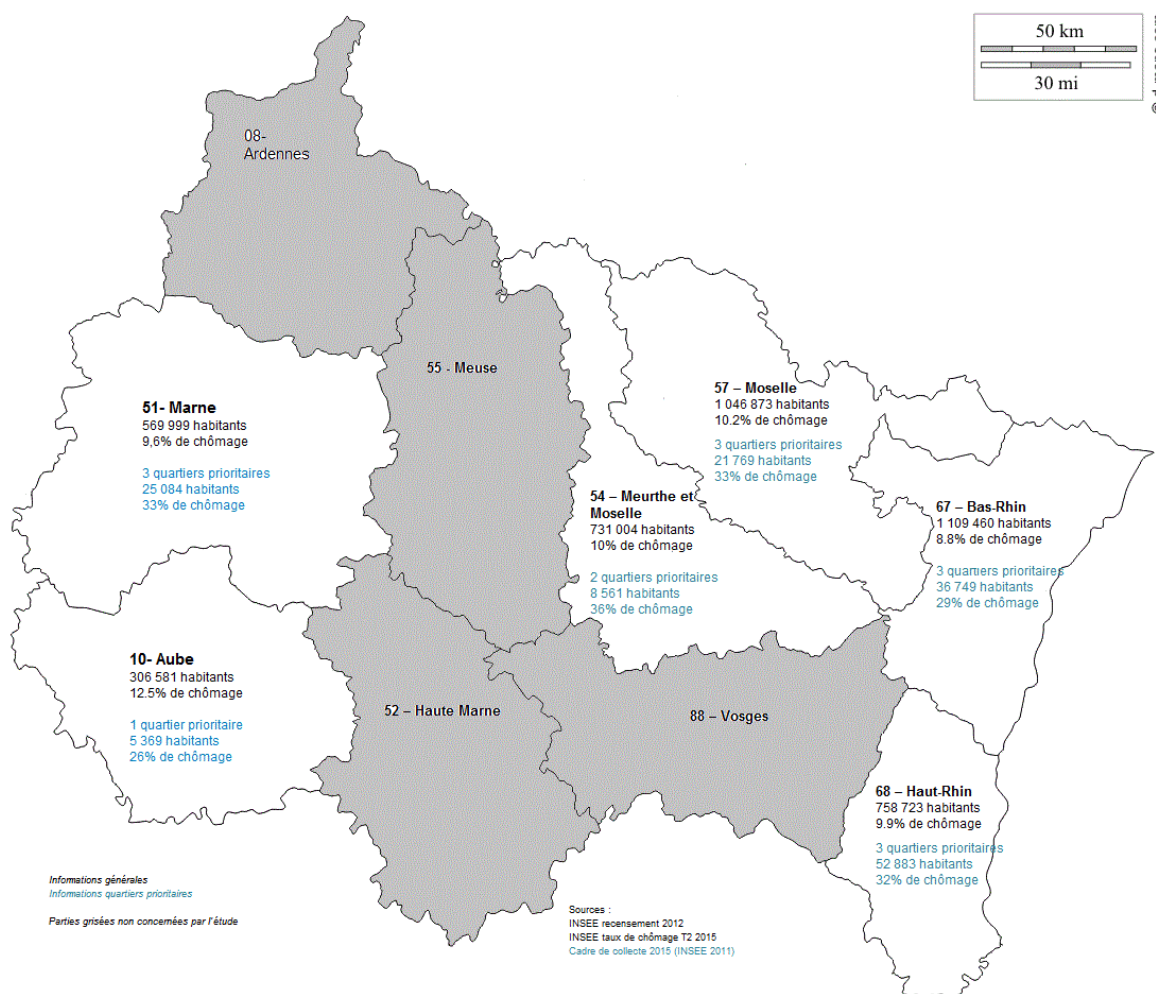 50 km
30 mi
© d-maps.com
08-
Ardennes
55 - Meuse
57 – Moselle
1 046 873 habitants
10.2% de chômage
3 quartiers prioritaires
21 769 habitants
33% de chômage
51- Marne
569 999 habitants
9,6% de chômage
3 quartiers prioritaires
25 084 habitants
33% de chômage
54 – Meurthe et
Moselle
731 004 habitants
10% de chômage
2 quartiers prioritaires
8 561 habitants
36% de chômage
67 – Bas-Rhin
1 109 460 habitants
8.8% de chômage
3 quartiers prioritaires
36 749 habitants
29% de chômage
10- Aube
306 581 habitants
12.5% de chômage
1 quartier prioritaire
5 369 habitants
26% de chômage
52 – Haute Marne
88 – Vosges
68 – Haut-Rhin
758 723 habitants
9.9% de chômage
3 quartiers prioritaires
52 883 habitants
32% de chômage
Informations générales
Informations quartiers prioritaires
Parties grisées non concernées par l'étude
Sources :
INSEE recensement 2012
INSEE taux de chômage T2 2015
Cadre de collecte 2015 (INSEE 2011)